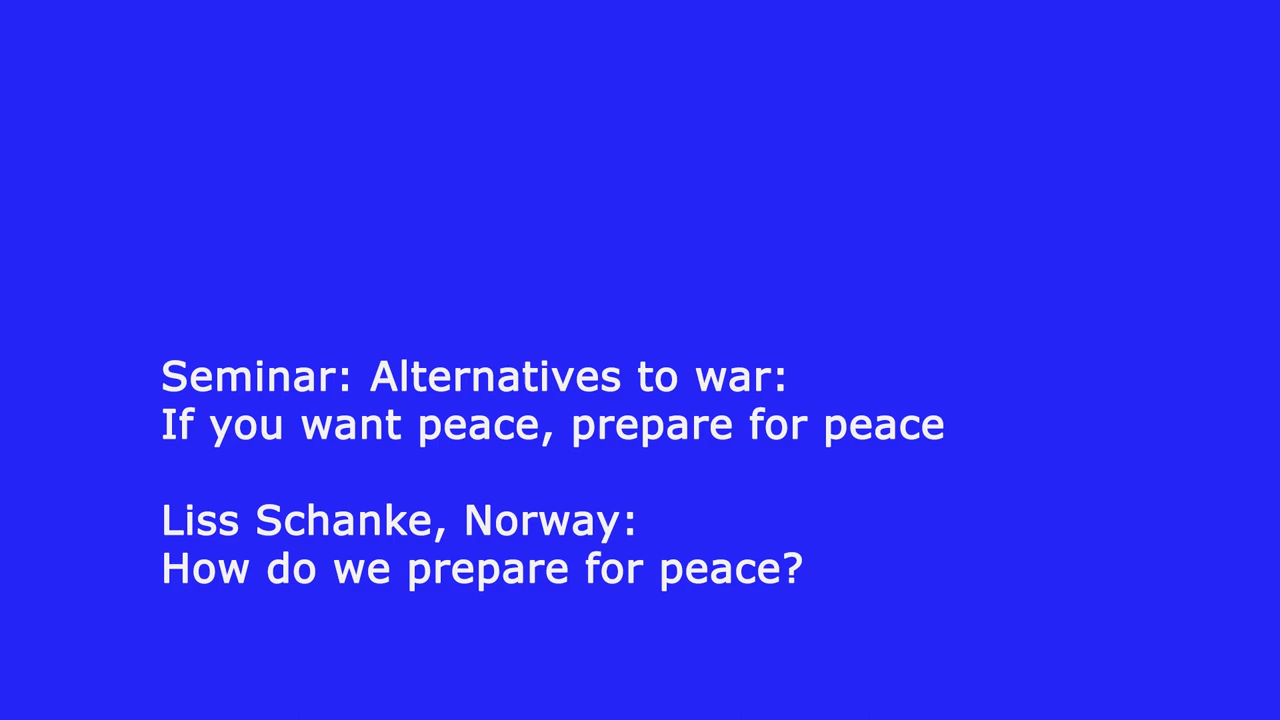 Seminar: Alternatives to war:
If you want peace, prepare for peace
Liss Schanke, Norway:
How do we prepare for peace?